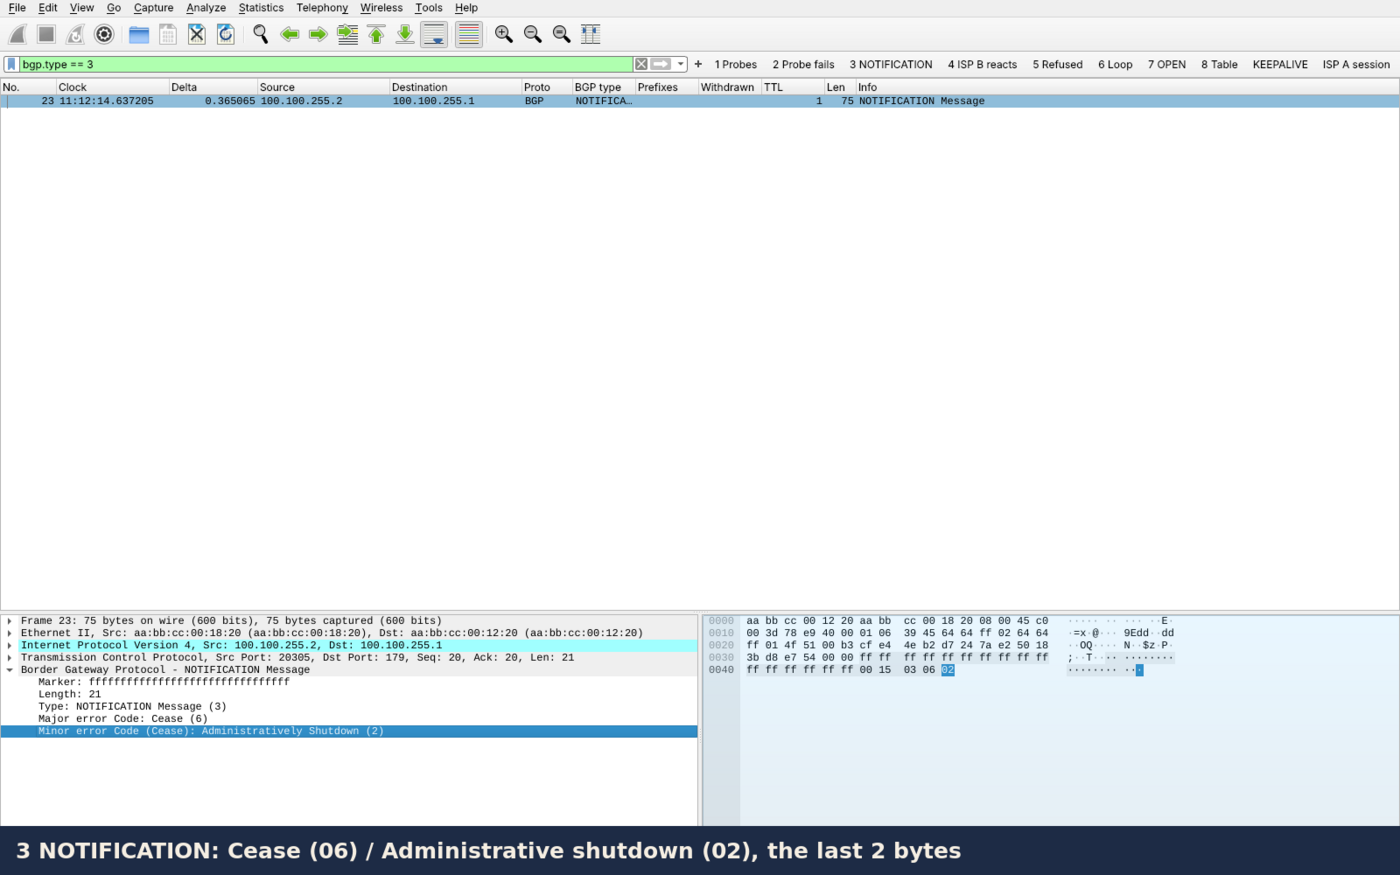 File Edit View Go Capture Analyze Statistics Telephony Wireless Tools Help
bgp.type == 3 + 1 Probes 2 Probe fails 3 NOTIFICATION 4 ISP B reacts 5 Refused 6 Loop 7 OPEN 8 Table KEEPALIVE ISP A session
No. Clock Delta Source Destination Proto BGP type Prefixes Withdrawn TTL Len Info
23 11:12:14.637205 0.365065 100.100.255.2 100.100.255.1 BGP NOTIFICA… 1 75 NOTIFICATION Message
Frame 23: 75 bytes on wire (600 bits), 75 bytes captured (600 bits)
Ethernet II, Src: aa:bb:cc:00:18:20 (aa:bb:cc:00:18:20), Dst: aa:bb:cc:00:12:20 (aa:bb:cc:00:12:20)
Internet Protocol Version 4, Src: 100.100.255.2, Dst: 100.100.255.1
Transmission Control Protocol, Src Port: 20305, Dst Port: 179, Seq: 20, Ack: 20, Len: 21
Border Gateway Protocol - NOTIFICATION Message
Marker: ffffffffffffffffffffffffffffffff
Length: 21
Type: NOTIFICATION Message (3)
Major error Code: Cease (6)
Minor error Code (Cease): Administratively Shutdown (2)
0000 aa bb cc 00 12 20 aa bb cc 00 18 20 08 00 45 c0 ····· ·· ··· ··E·
0010 00 3d 78 e9 40 00 01 06 39 45 64 64 ff 02 64 64 ·=x·@··· 9Edd··dd
0020 ff 01 4f 51 00 b3 cf e4 4e b2 d7 24 7a e2 50 18 ··OQ···· N··$z·P·
0030 3b d8 e7 54 00 00 ff ff ff ff ff ff ff ff ff ff ;··T···· ········
0040 ff ff ff ff ff ff 00 15 03 06 02 ········ ···
3 NOTIFICATION: Cease (06) / Administrative shutdown (02), the last 2 bytes